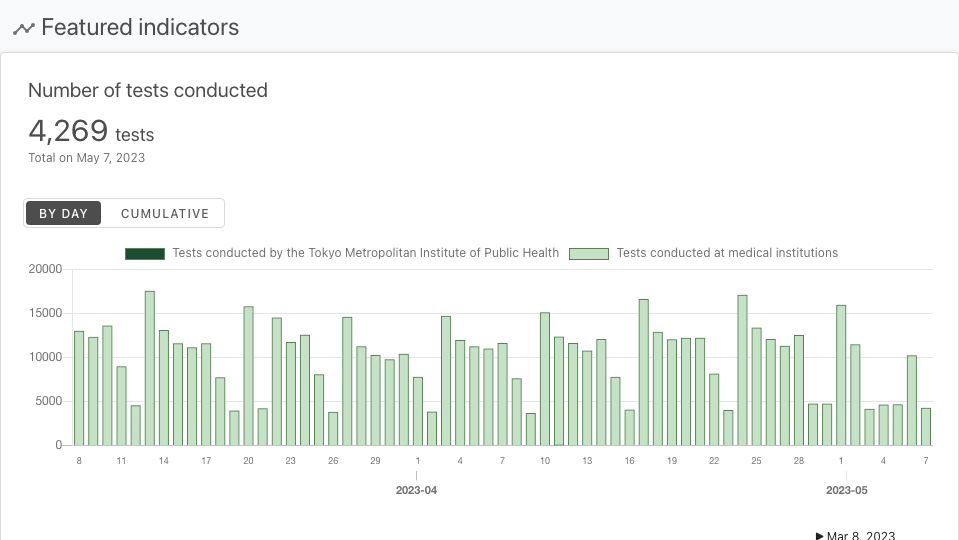 Featured indicators
Number of tests conducted
4,269 tests
Total on May 7, 2023
BY DAY CUMULATIVE
Tests conducted by the Tokyo Metropolitan Institute of Public Health Tests conducted at medical institutions
20000
15000
10000
5000
0
8 11 14 17 20 23 26 29 1 4 7 10 13 16 19 22 25 28 1 4 7
2023-04 2023-05
Mar 8, 2023